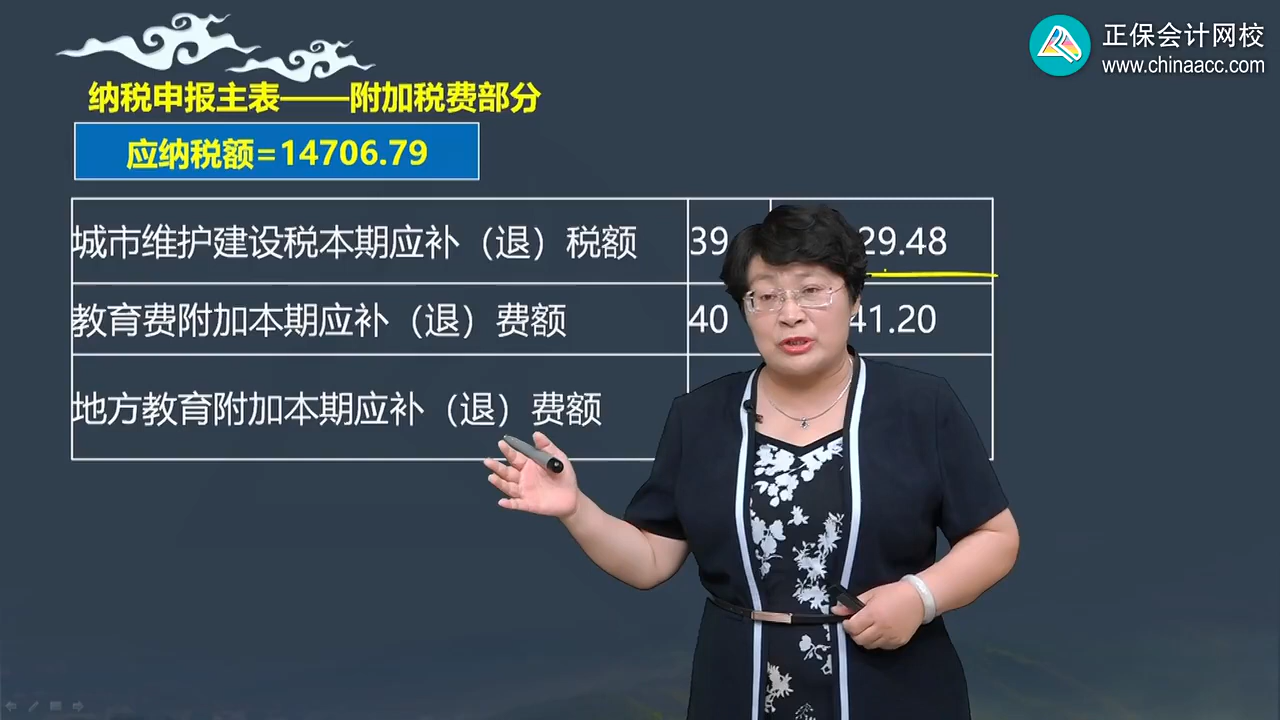 正保会计网校
www.chinaacc.com
纳税申报主表——附加税费部分
应纳税额=14706.79
城市维护建设税本期应补（退）税额 39 29.48
教育费附加本期应补（退）费额 40 41.20
地方教育附加本期应补（退）费额